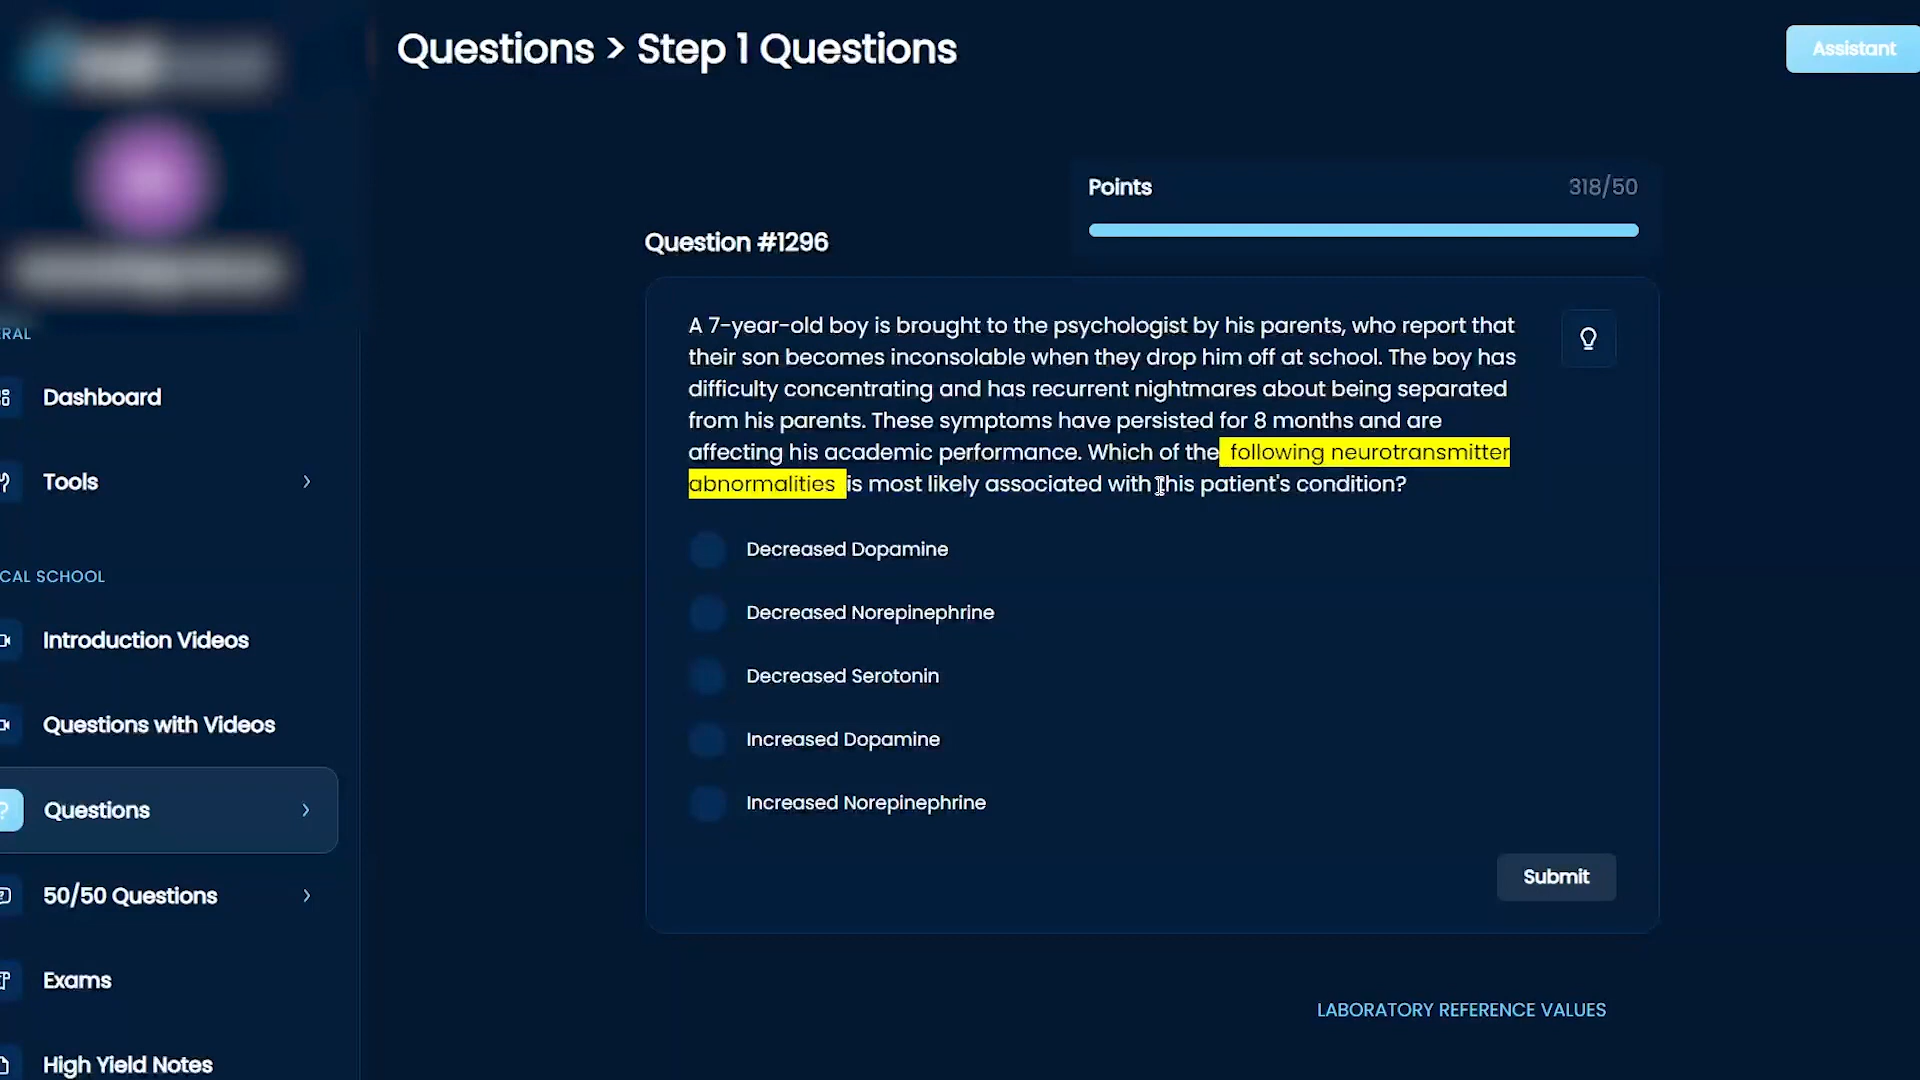 Questions > Step 1 Questions
Assistant
Points
318/50
Question #1296
A 7-year-old boy is brought to the psychologist by his parents, who report that
their son becomes inconsolable when they drop him off at school. The boy has
difficulty concentrating and has recurrent nightmares about being separated
from his parents. These symptoms have persisted for 8 months and are
affecting his academic performance. Which of the following neurotransmitter
abnormalities is most likely associated with this patient's condition?
Decreased Dopamine
Decreased Norepinephrine
Decreased Serotonin
Increased Dopamine
Increased Norepinephrine
Submit
LABORATORY REFERENCE VALUES
ERAL
Dashboard
Tools
CAL SCHOOL
Introduction Videos
Questions with Videos
Questions
50/50 Questions
Exams
High Yield Notes